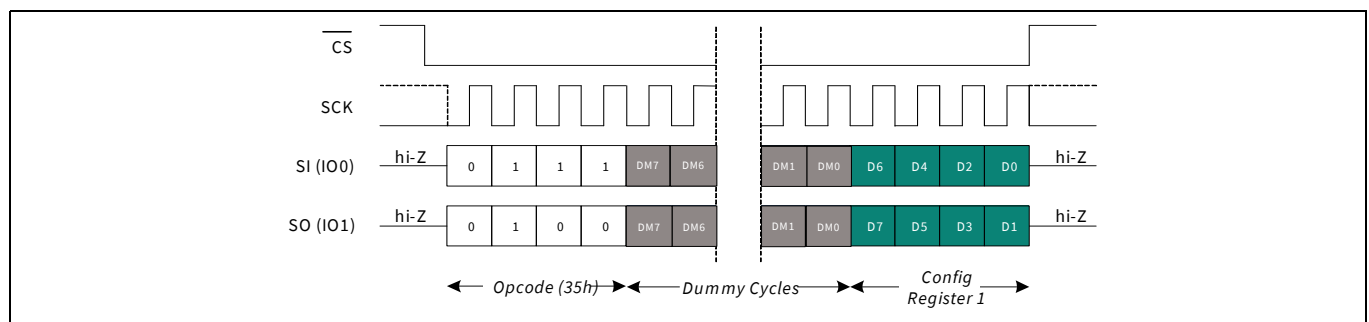 CS
SCK
SI (IO0) hi-Z 0 1 1 1 DM7 DM6 DM1 DM0 D6 D4 D2 D0 hi-Z
SO (IO1) hi-Z 0 1 0 0 DM7 DM6 DM1 DM0 D7 D5 D3 D1 hi-Z
Opcode (35h) Dummy Cycles Config
Register 1